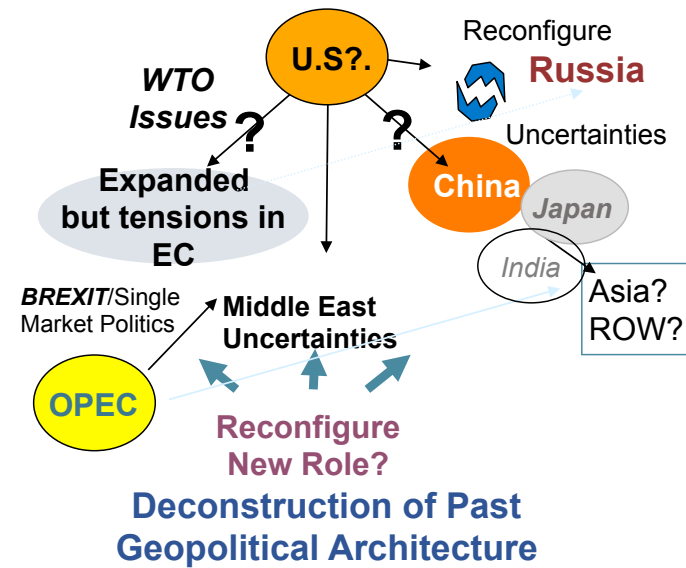 U.S?.
Reconfigure
Russia
WTO
Issues
?
?
Uncertainties
Expanded
but tensions in
EC
China
Japan
India
Asia?
ROW?
BREXIT/Single
Market Politics
Middle East
Uncertainties
OPEC
Reconfigure
New Role?
Deconstruction of Past
Geopolitical Architecture